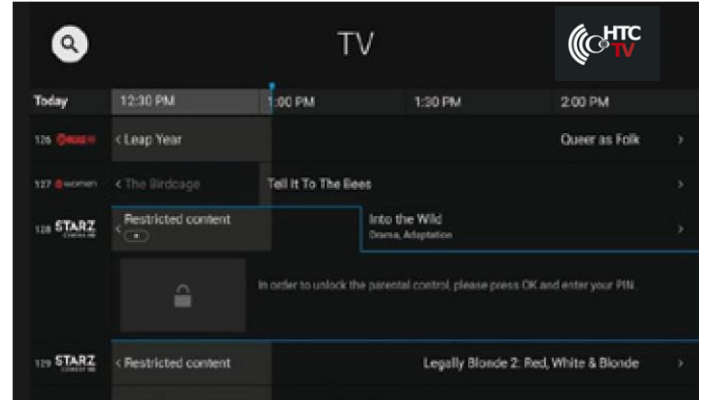 TV
HTC
TV
Today 12:30 PM 1:00 PM 1:30 PM 2:00 PM
126 < Leap Year Queer as Folk >
127 women < The Birdcage Tell It To The Bees >
128 STARZ < Restricted content Into the Wild >
Drama, Adaptation
In order to unlock the parental control, please press OK and enter your PIN.
129 STARZ < Restricted content Legally Blonde 2: Red, White & Blonde >